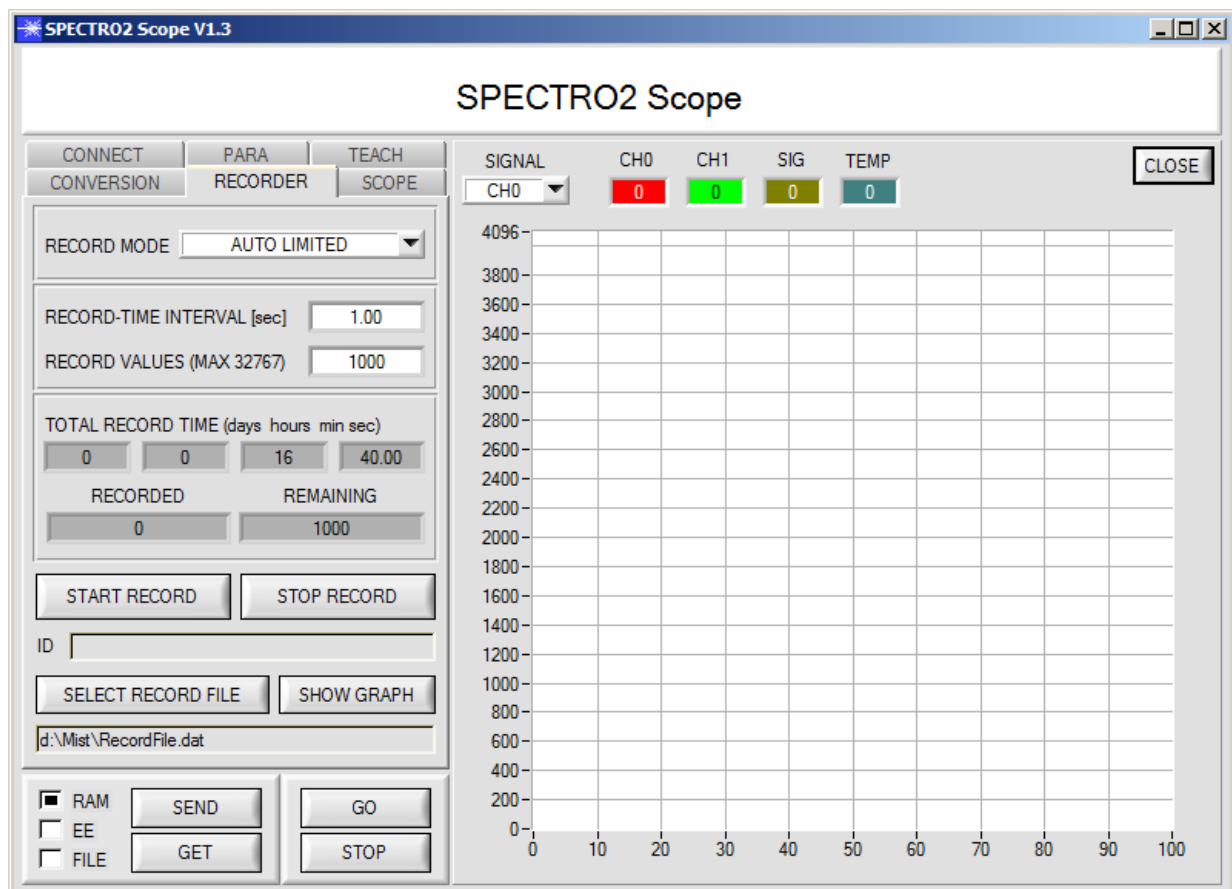 SPECTRO2 Scope V1.3
SPECTRO2 Scope
CONNECT PARA TEACH
CONVERSION RECORDER SCOPE
RECORD MODE AUTO LIMITED
RECORD-TIME INTERVAL [sec] 1.00
RECORD VALUES (MAX 32767) 1000
TOTAL RECORD TIME (days hours min sec)
0 0 16 40.00
RECORDED REMAINING
0 1000
START RECORD STOP RECORD
ID
SELECT RECORD FILE SHOW GRAPH
d:\Mist\RecordFile.dat
RAM
EE
FILE
SEND
GET
GO
STOP
SIGNAL CH0 CH1 SIG TEMP
CH0 0 0 0 0
CLOSE
4096
3800
3600
3400
3200
3000
2800
2600
2400
2200
2000
1800
1600
1400
1200
1000
800
600
400
200
0
0 10 20 30 40 50 60 70 80 90 100